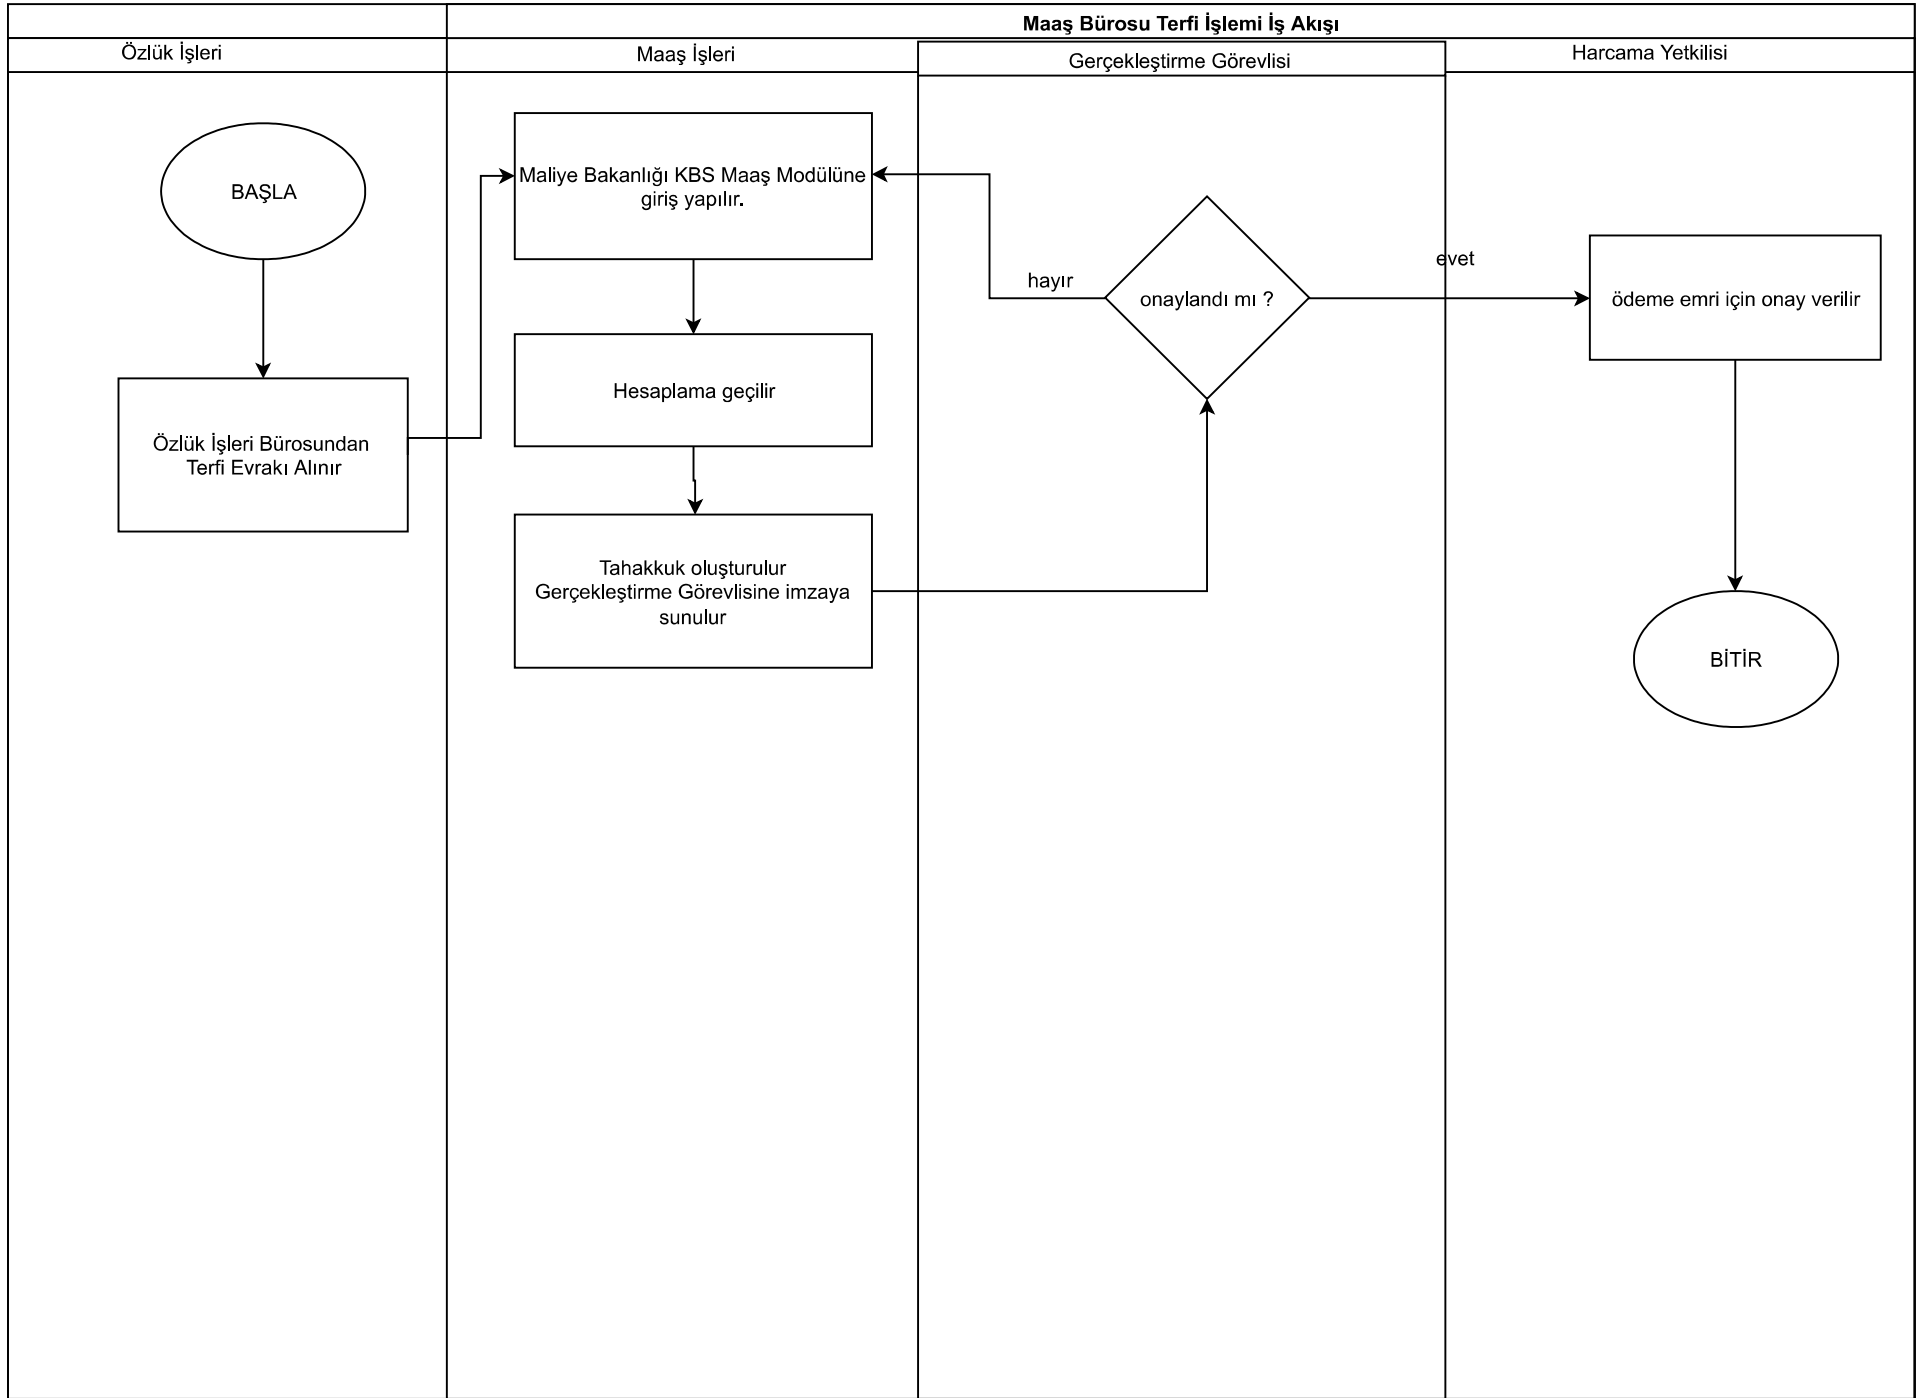 Maaş Bürosu Terfi İşlemi İş Akışı
Özlük İşleri
Maaş İşleri
Gerçekleştirme Görevlisi
Harcama Yetkilisi
BAŞLA
Özlük İşleri Bürosundan
Terfi Evrakı Alınır
Maliye Bakanlığı KBS Maaş Modülüne
giriş yapılır.
Hesaplama geçilir
Tahakkuk oluşturulur
Gerçekleştirme Görevlisine imzaya
sunulur
hayır
onaylandı mı ?
evet
ödeme emri için onay verilir
BİTİR